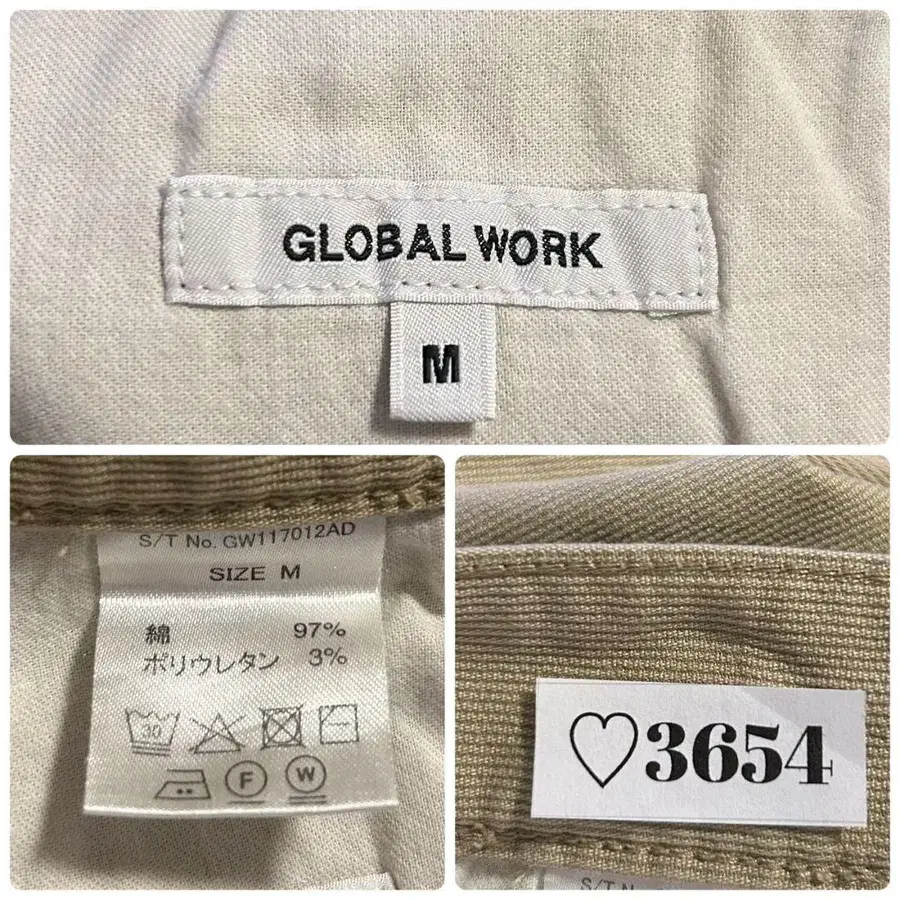 GLOBAL WORK
M
S/T No. GW117012AD
SIZE M
綿 97%
ポリウレタン 3%
30
F W
♡3654
S/T N